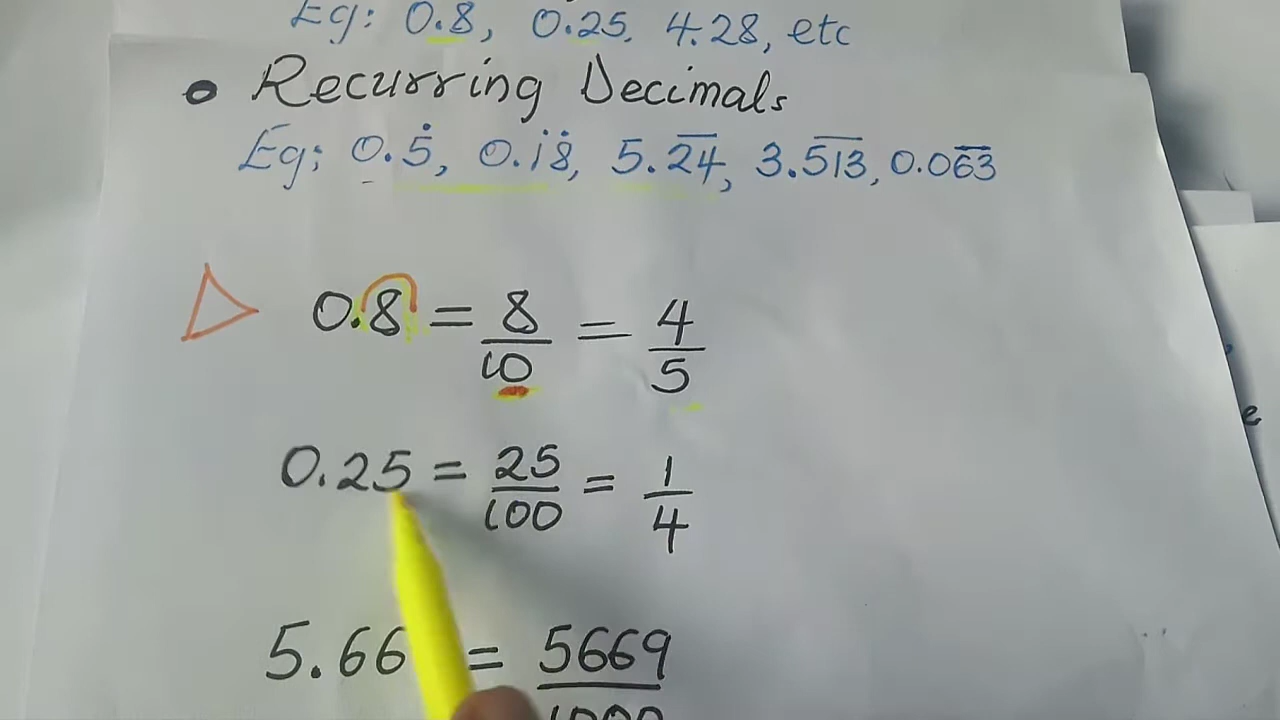 Eg: 0.8, 0.25, 4.28, etc
• Recurring Decimals
Eg; 0.5̇, 0.i̇8̇, 5.2̅4̅, 3.5̅1̅3̅, 0.06̅3̅
0.8 = 8/10 = 4/5
0.25 = 25/100 = 1/4
5.66 = 5669/1000
e